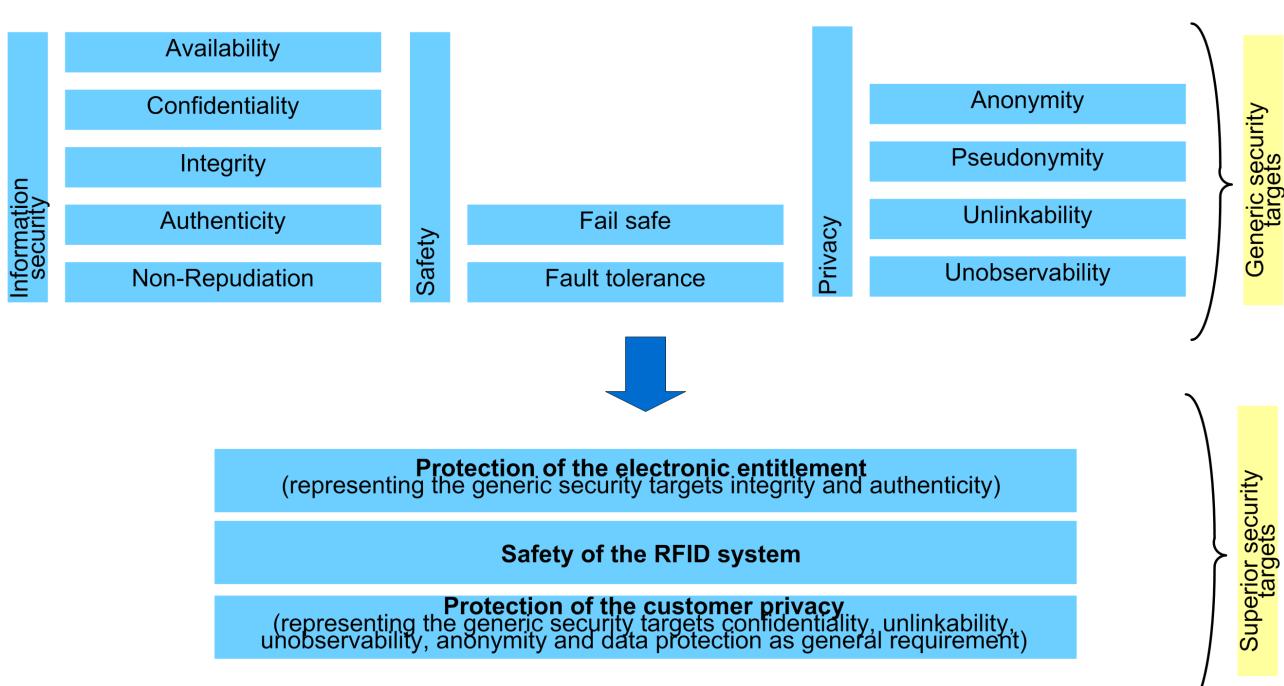 Information
security
Availability
Confidentiality
Integrity
Authenticity
Non-Repudiation
Safety
Fail safe
Fault tolerance
Privacy
Anonymity
Pseudonymity
Unlinkability
Unobservability
Generic security
targets
Protection of the electronic entitlement
(representing the generic security targets integrity and authenticity)
Safety of the RFID system
Protection of the customer privacy
(representing the generic security targets confidentiality, unlinkability,
unobservability, anonymity and data protection as general requirement)
Superior security
targets